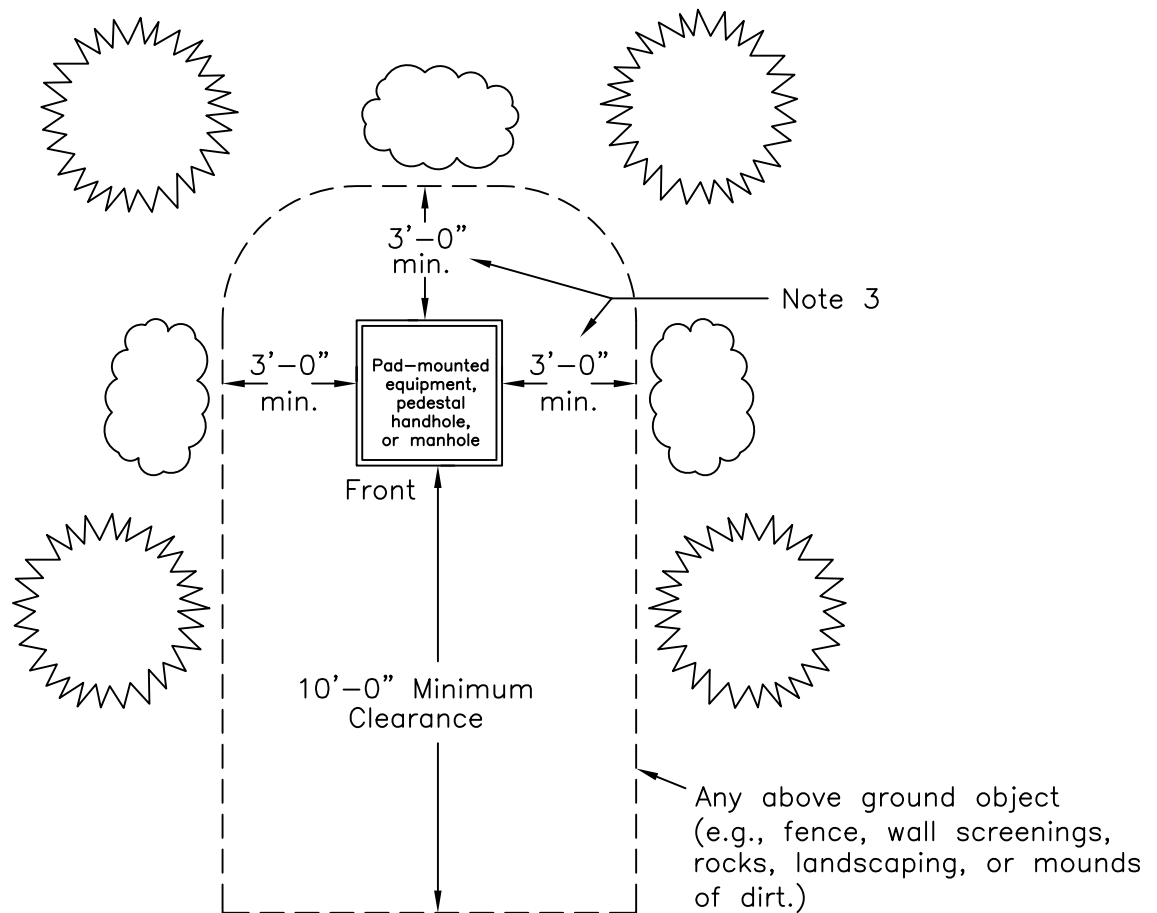 3'-0"
min.
Note 3
3'-0"
min.
Pad-mounted
equipment,
pedestal
handhole,
or manhole
3'-0"
min.
Front
10'-0" Minimum
Clearance
Any above ground object
(e.g., fence, wall screenings,
rocks, landscaping, or mounds
of dirt.)